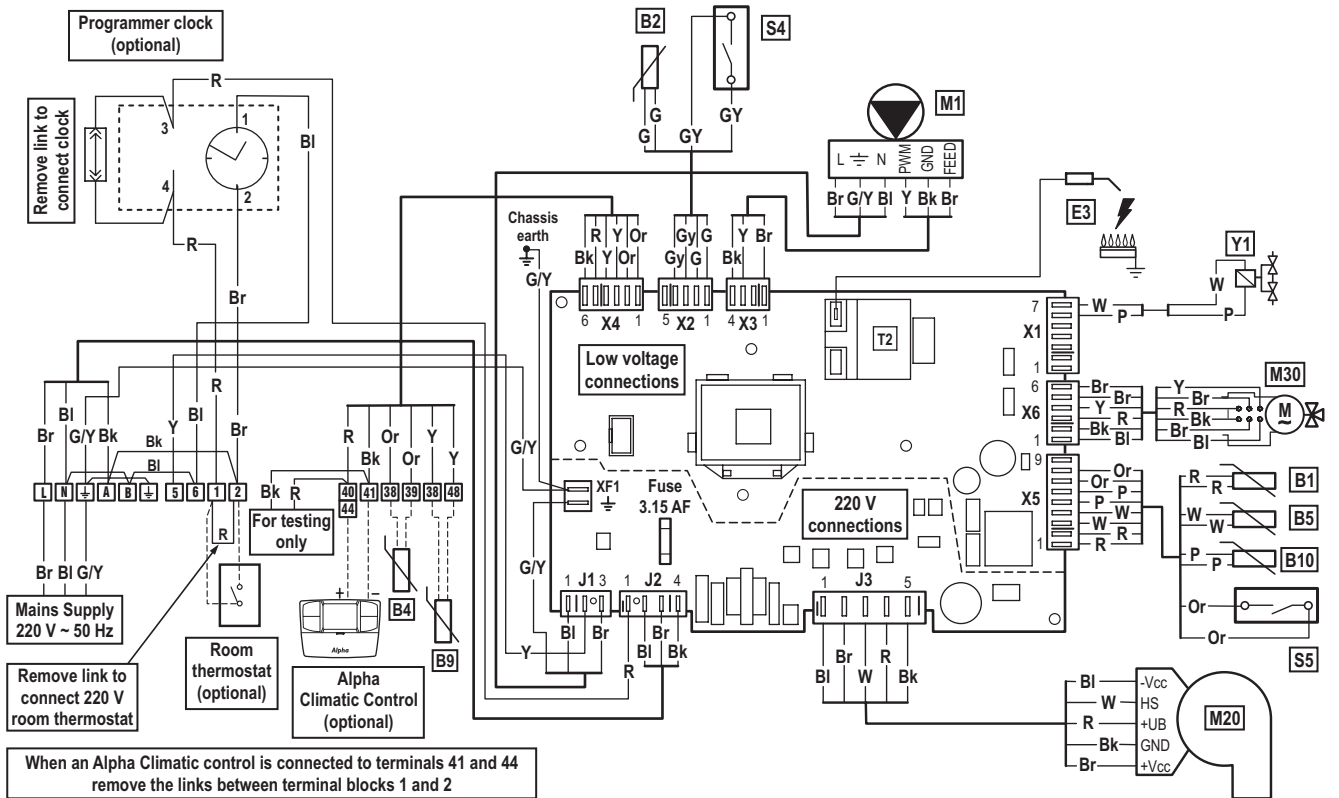 Programmer clock
(optional)
Remove link to
connect clock
R
3
4
1
2
Bl
R
Br
R
B2
S4
G
G
GY
GY
M1
L
N
PWM
GND
FEED
Br
G/Y
Bl
Y
Bk
Br
E3
Y1
W
P
W
P
Chassis
earth
G/Y
Bk
R
Y
Y
Or
Or
Gy
Gy
G
G
Bk
Y
Br
6
X4
1
5
X2
1
4
X3
1
T2
Low voltage
connections
7
X1
1
6
X6
1
9
X5
1
Br
Br
Y
R
Bk
Bl
Y
Br
R
Bk
Br
Bl
M
~
M30
Or
Or
P
P
W
W
R
R
R
R
B1
W
W
B5
P
P
B10
Or
Or
S5
Br
Bl
G/Y
Bk
Y
Bl
R
Br
Bk
Bl
L
N
A
B
5
6
1
2
R
Br
Bl
G/Y
Mains Supply
220 V ~ 50 Hz
Remove link to
connect 220 V
room thermostat
Room
thermostat
(optional)
Bk
R
For testing
only
R
Bk
Or
Or
Y
Y
40
41
38
39
38
48
44
+
–
Alpha
Alpha
Climatic Control
(optional)
B4
B9
G/Y
XF1
Fuse
3.15 AF
220 V
connections
G/Y
1
J1
3
1
J2
4
1
J3
5
Bl
Br
Y
R
Bl
Br
Bk
Bl
Br
W
R
Bk
Bl
W
R
Bk
Br
-Vcc
HS
+UB
GND
+Vcc
M20
When an Alpha Climatic control is connected to terminals 41 and 44
remove the links between terminal blocks 1 and 2